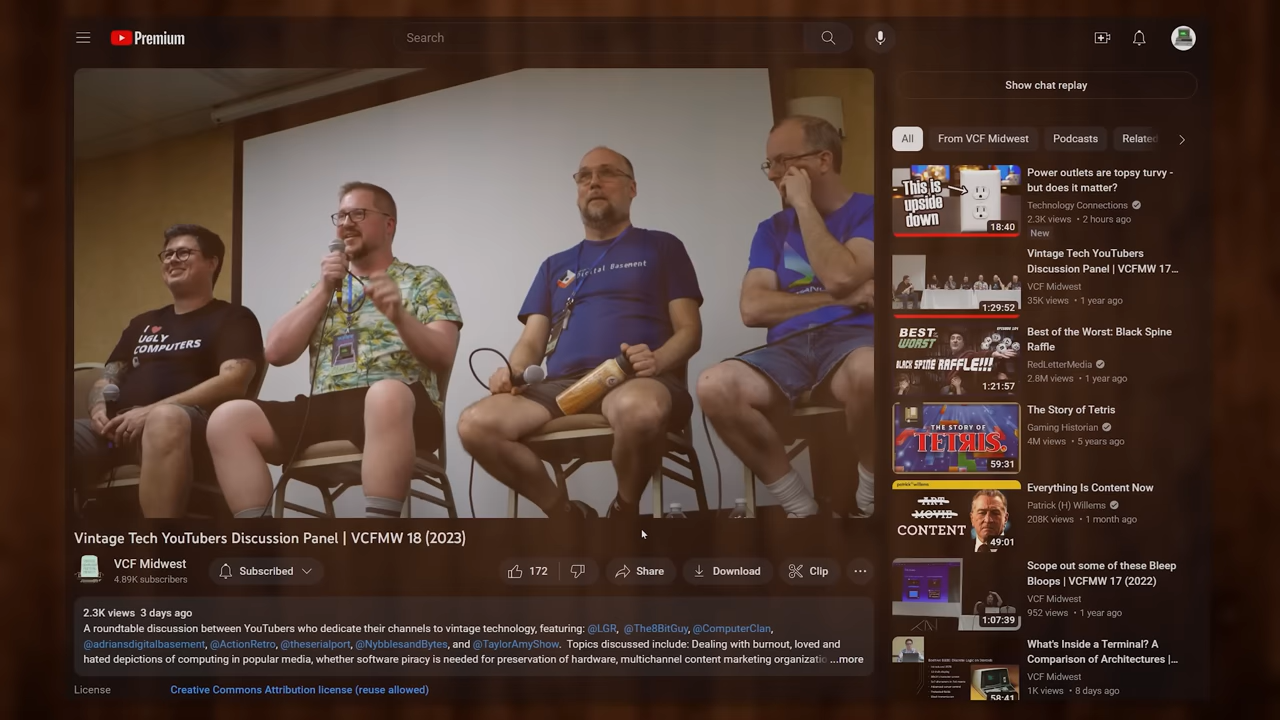 Premium
Search
Show chat replay
All
From VCF Midwest
Podcasts
Related
I
UGLY
COMPUTERS
Digital Basement
This is
upside
down
18:40
Power outlets are topsy turvy -
but does it matter?
Technology Connections
2.3K views • 2 hours ago
New
1:29:52
Vintage Tech YouTubers
Discussion Panel | VCFMW 17...
VCF Midwest
35K views • 1 year ago
BEST
WORST
BLACK SPINE RAFFLE!!!
1:21:57
Best of the Worst: Black Spine
Raffle
RedLetterMedia
2.8M views • 1 year ago
THE STORY OF
TETRIS
59:31
The Story of Tetris
Gaming Historian
4M views • 5 years ago
ART
MOVIE
CONTENT
49:01
Everything Is Content Now
Patrick (H) Willems
208K views • 1 month ago
1:07:39
Scope out some of these Bleep
Bloops | VCFMW 17 (2022)
VCF Midwest
952 views • 1 year ago
58:41
What's Inside a Terminal? A
Comparison of Architectures |...
VCF Midwest
1K views • 8 days ago
Vintage Tech YouTubers Discussion Panel | VCFMW 18 (2023)
VCF Midwest
4.89K subscribers
Subscribed
172
Share
Download
Clip
2.3K views 3 days ago
A roundtable discussion between YouTubers who dedicate their channels to vintage technology, featuring: @LGR, @The8BitGuy, @ComputerClan,
@adriansdigitalbasement, @ActionRetro, @theserialport, @NybblesandBytes, and @TaylorAmyShow. Topics discussed include: Dealing with burnout, loved and
hated depictions of computing in popular media, whether software piracy is needed for preservation of hardware, multichannel content marketing organizatio ...more
License
Creative Commons Attribution license (reuse allowed)